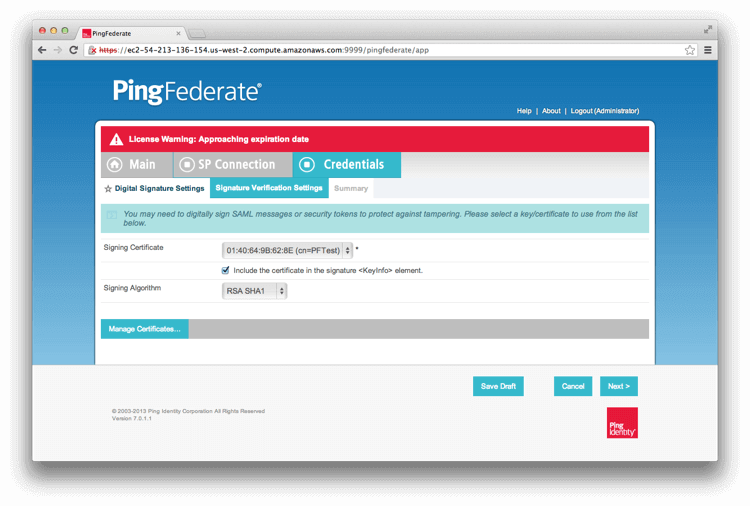 PingFederate
https://ec2-54-213-136-154.us-west-2.compute.amazonaws.com:9999/pingfederate/app
PingFederate®
Help | About | Logout (Administrator)
License Warning: Approaching expiration date
Main SP Connection Credentials
Digital Signature Settings Signature Verification Settings Summary
You may need to digitally sign SAML messages or security tokens to protect against tampering. Please select a key/certificate to use from the list
below.
Signing Certificate 01:40:64:9B:62:8E (cn=PFTest) *
Include the certificate in the signature <KeyInfo> element.
Signing Algorithm RSA SHA1
Manage Certificates...
Save Draft Cancel Next >
© 2003-2013 Ping Identity Corporation All Rights Reserved
Version 7.0.1.1
Ping
Identity®